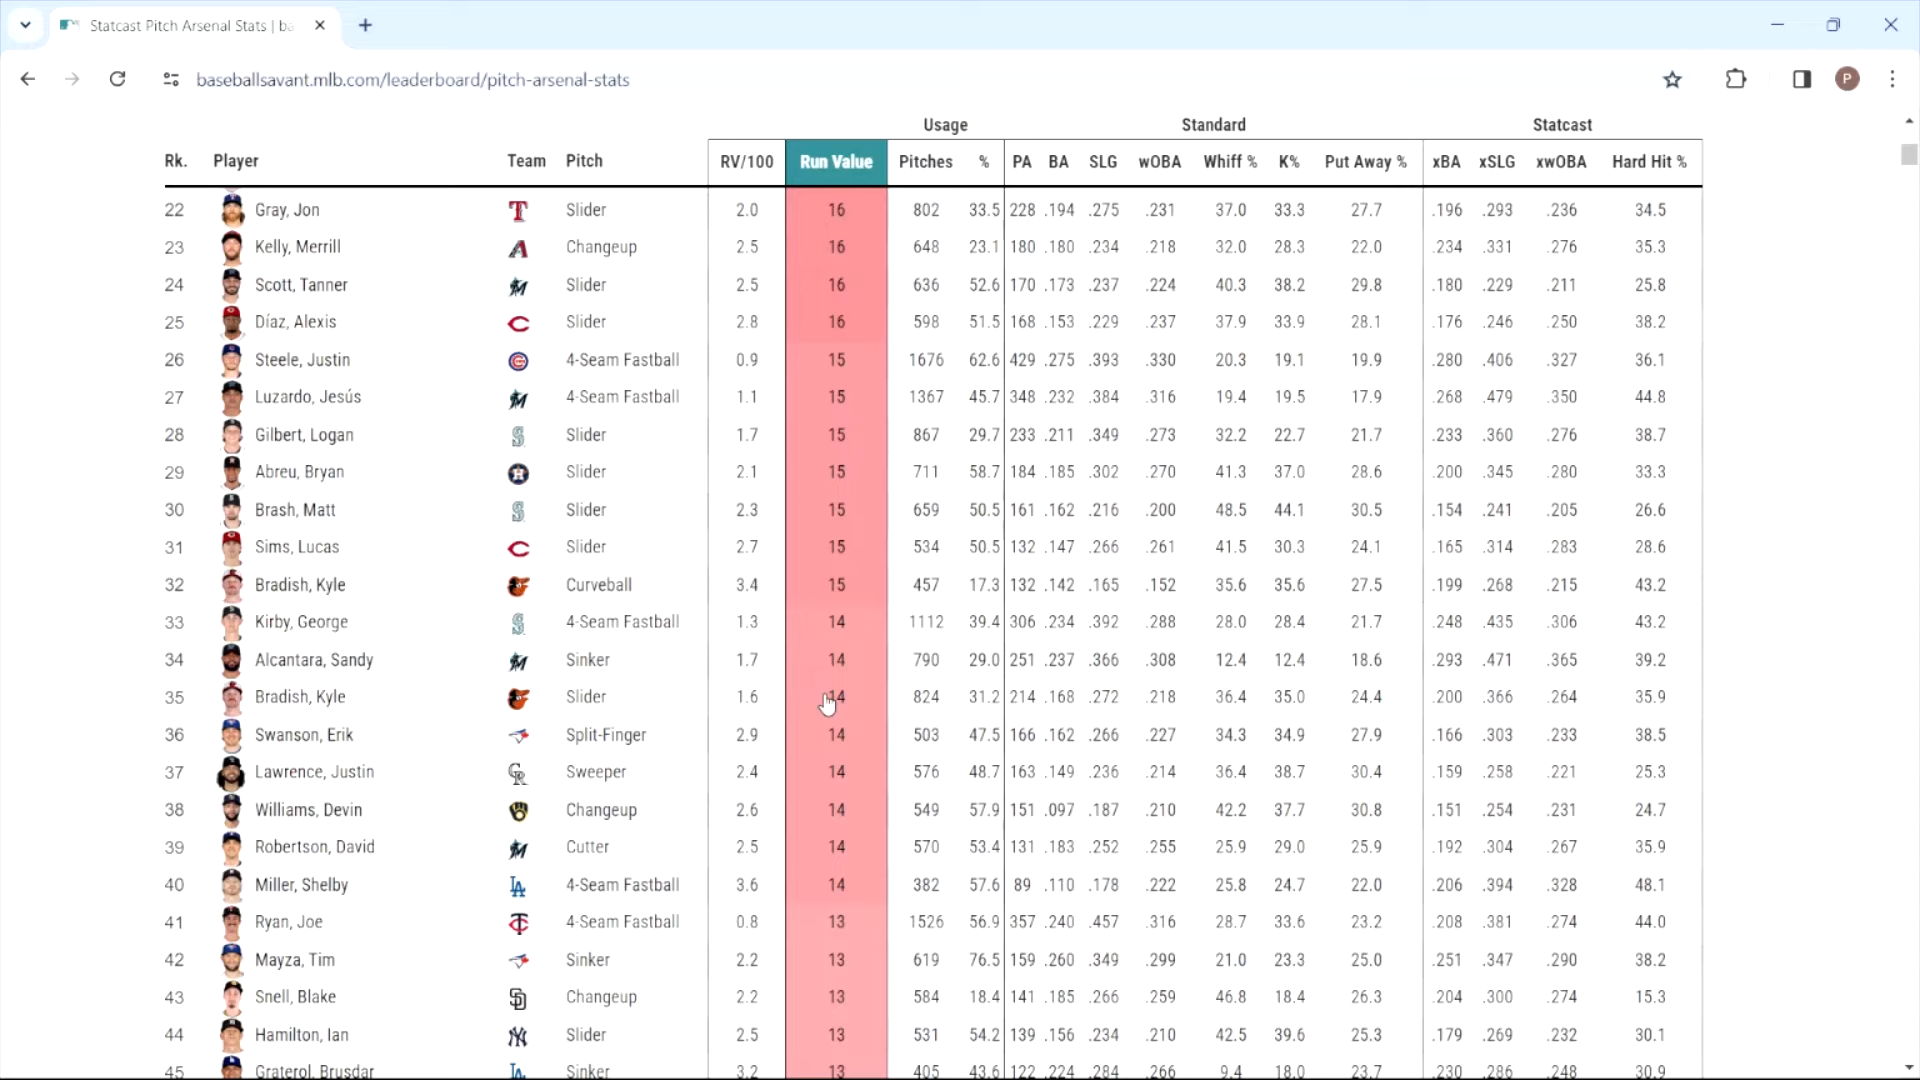 Statcast Pitch Arsenal Stats | ba
baseballsavant.mlb.com/leaderboard/pitch-arsenal-stats
P
Usage Standard Statcast
Rk. Player Team Pitch RV/100 Run Value Pitches % PA BA SLG wOBA Whiff % K% Put Away % xBA xSLG xwOBA Hard Hit %
22 Gray, Jon T Slider 2.0 16 802 33.5 228 .194 .275 .231 37.0 33.3 27.7 .196 .293 .236 34.5
23 Kelly, Merrill A Changeup 2.5 16 648 23.1 180 .180 .234 .218 32.0 28.3 22.0 .234 .331 .276 35.3
24 Scott, Tanner M Slider 2.5 16 636 52.6 170 .173 .237 .224 40.3 38.2 29.8 .180 .229 .211 25.8
25 Díaz, Alexis C Slider 2.8 16 598 51.5 168 .153 .229 .237 37.9 33.9 28.1 .176 .246 .250 38.2
26 Steele, Justin 4-Seam Fastball 0.9 15 1676 62.6 429 .275 .393 .330 20.3 19.1 19.9 .280 .406 .327 36.1
27 Luzardo, Jesús M 4-Seam Fastball 1.1 15 1367 45.7 348 .232 .384 .316 19.4 19.5 17.9 .268 .479 .350 44.8
28 Gilbert, Logan S Slider 1.7 15 867 29.7 233 .211 .349 .273 32.2 22.7 21.7 .233 .360 .276 38.7
29 Abreu, Bryan H Slider 2.1 15 711 58.7 184 .185 .302 .270 41.3 37.0 28.6 .200 .345 .280 33.3
30 Brash, Matt S Slider 2.3 15 659 50.5 161 .162 .216 .200 48.5 44.1 30.5 .154 .241 .205 26.6
31 Sims, Lucas C Slider 2.7 15 534 50.5 132 .147 .266 .261 41.5 30.3 24.1 .165 .314 .283 28.6
32 Bradish, Kyle Curveball 3.4 15 457 17.3 132 .142 .165 .152 35.6 35.6 27.5 .199 .268 .215 43.2
33 Kirby, George S 4-Seam Fastball 1.3 14 1112 39.4 306 .234 .392 .288 28.0 28.4 21.7 .248 .435 .306 43.2
34 Alcantara, Sandy M Sinker 1.7 14 790 29.0 251 .237 .366 .308 12.4 12.4 18.6 .293 .471 .365 39.2
35 Bradish, Kyle Slider 1.6 14 824 31.2 214 .168 .272 .218 36.4 35.0 24.4 .200 .366 .264 35.9
36 Swanson, Erik Split-Finger 2.9 14 503 47.5 166 .162 .266 .227 34.3 34.9 27.9 .166 .303 .233 38.5
37 Lawrence, Justin CR Sweeper 2.4 14 576 48.7 163 .149 .236 .214 36.4 38.7 30.4 .159 .258 .221 25.3
38 Williams, Devin Changeup 2.6 14 549 57.9 151 .097 .187 .210 42.2 37.7 30.8 .151 .254 .231 24.7
39 Robertson, David M Cutter 2.5 14 570 53.4 131 .183 .252 .255 25.9 29.0 25.9 .192 .304 .267 35.9
40 Miller, Shelby LA 4-Seam Fastball 3.6 14 382 57.6 89 .110 .178 .222 25.8 24.7 22.0 .206 .394 .328 48.1
41 Ryan, Joe TC 4-Seam Fastball 0.8 13 1526 56.9 357 .240 .457 .316 28.7 33.6 23.2 .208 .381 .274 44.0
42 Mayza, Tim Sinker 2.2 13 619 76.5 159 .260 .349 .299 21.0 23.3 25.0 .251 .347 .290 38.2
43 Snell, Blake SD Changeup 2.2 13 584 18.4 141 .185 .266 .259 46.8 18.4 26.3 .204 .300 .274 15.3
44 Hamilton, Ian NY Slider 2.5 13 531 54.2 139 .156 .234 .210 42.5 39.6 25.3 .179 .269 .232 30.1
45 Graterol, Brusdar LA Sinker 3.2 13 405 43.6 122 .224 .284 .266 9.4 18.0 23.7 .230 .286 .248 30.9